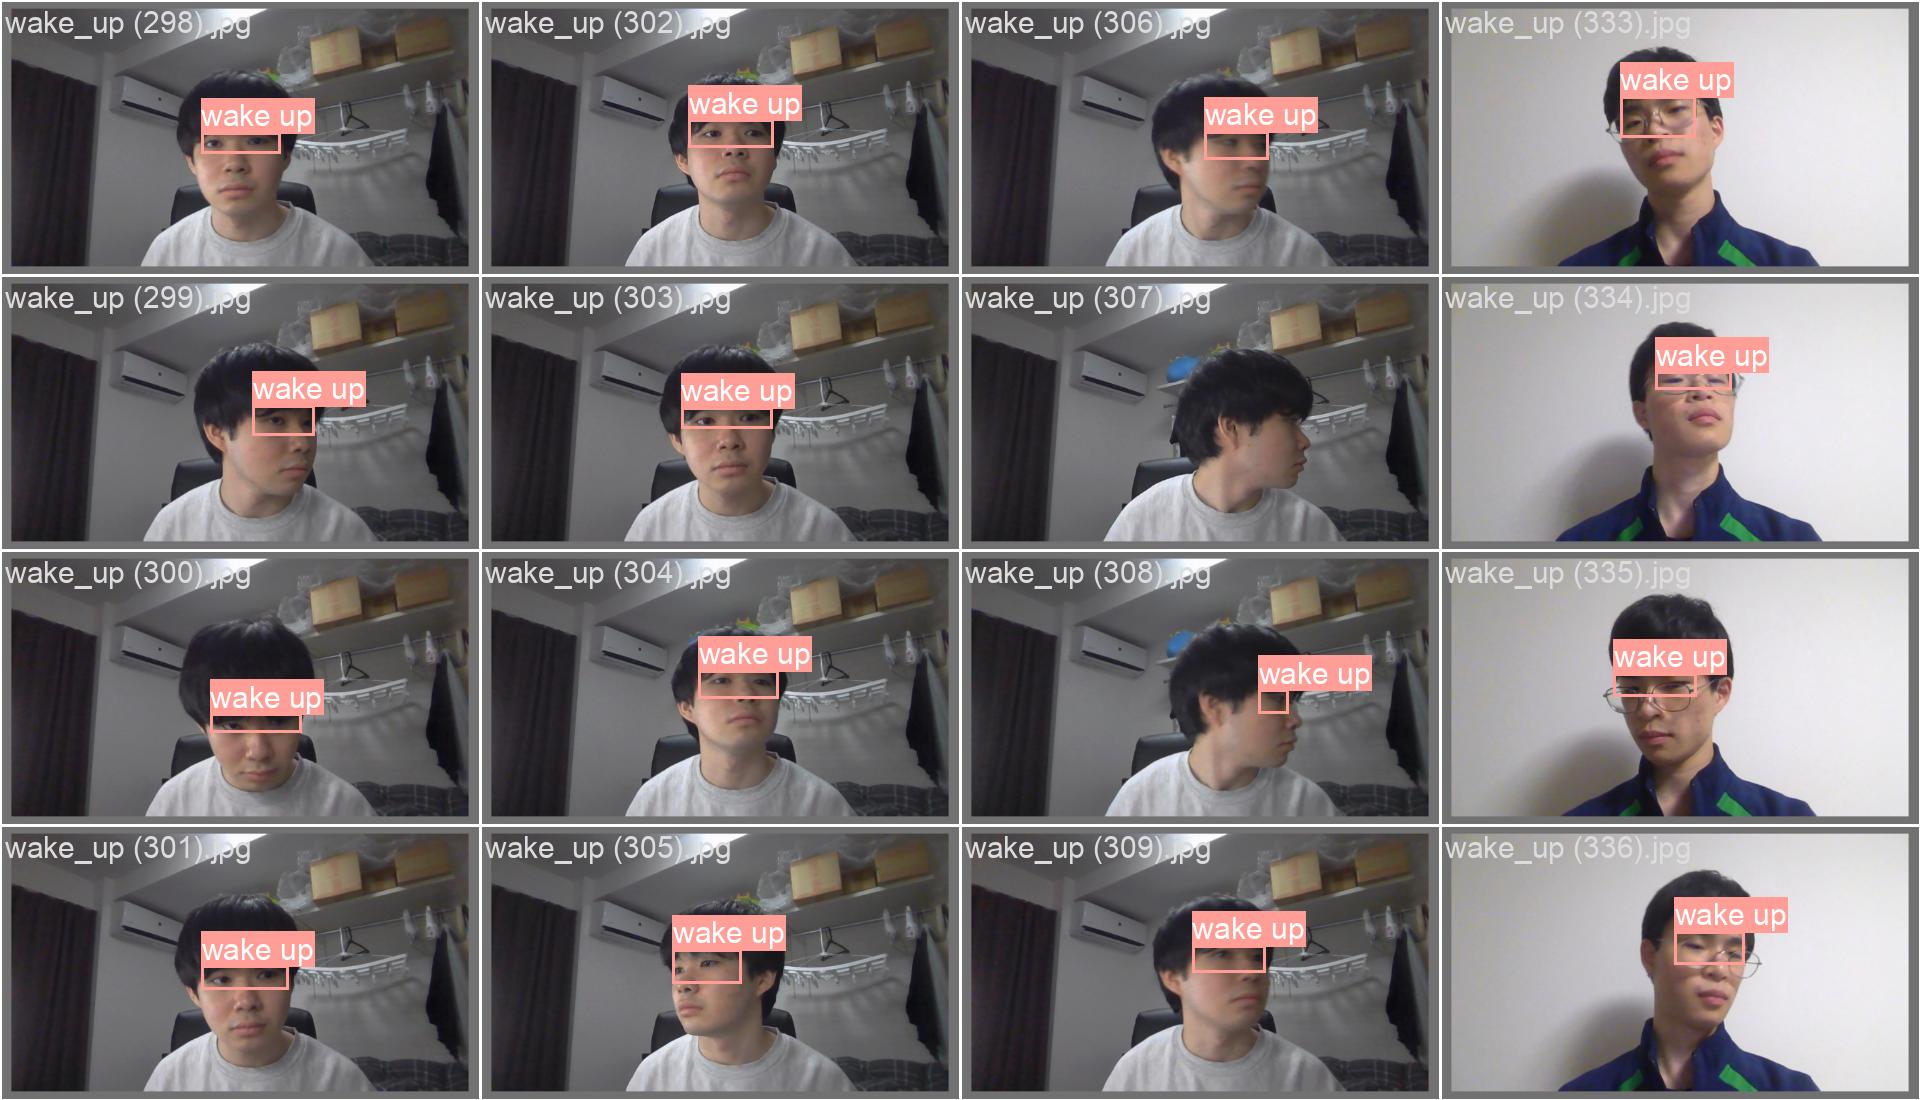 wake_up (298).jpg
wake up
wake_up (302).jpg
wake up
wake_up (306).jpg
wake up
wake_up (333).jpg
wake up
wake_up (299).jpg
wake up
wake_up (303).jpg
wake up
wake_up (307).jpg
wake_up (334).jpg
wake up
wake_up (300).jpg
wake up
wake_up (304).jpg
wake up
wake_up (308).jpg
wake up
wake_up (335).jpg
wake up
wake_up (301).jpg
wake up
wake_up (305).jpg
wake up
wake_up (309).jpg
wake up
wake_up (336).jpg
wake up